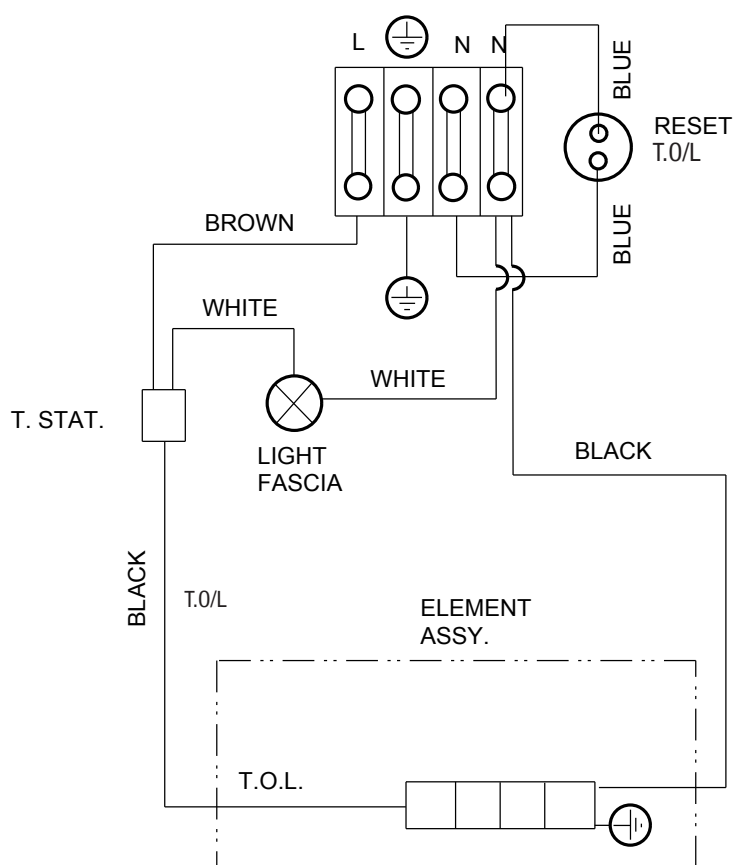 L N N
BLUE
RESET
T.0/L
BLUE
BROWN
WHITE
WHITE
T. STAT.
LIGHT
FASCIA
BLACK
BLACK
T.0/L
ELEMENT
ASSY.
T.O.L.